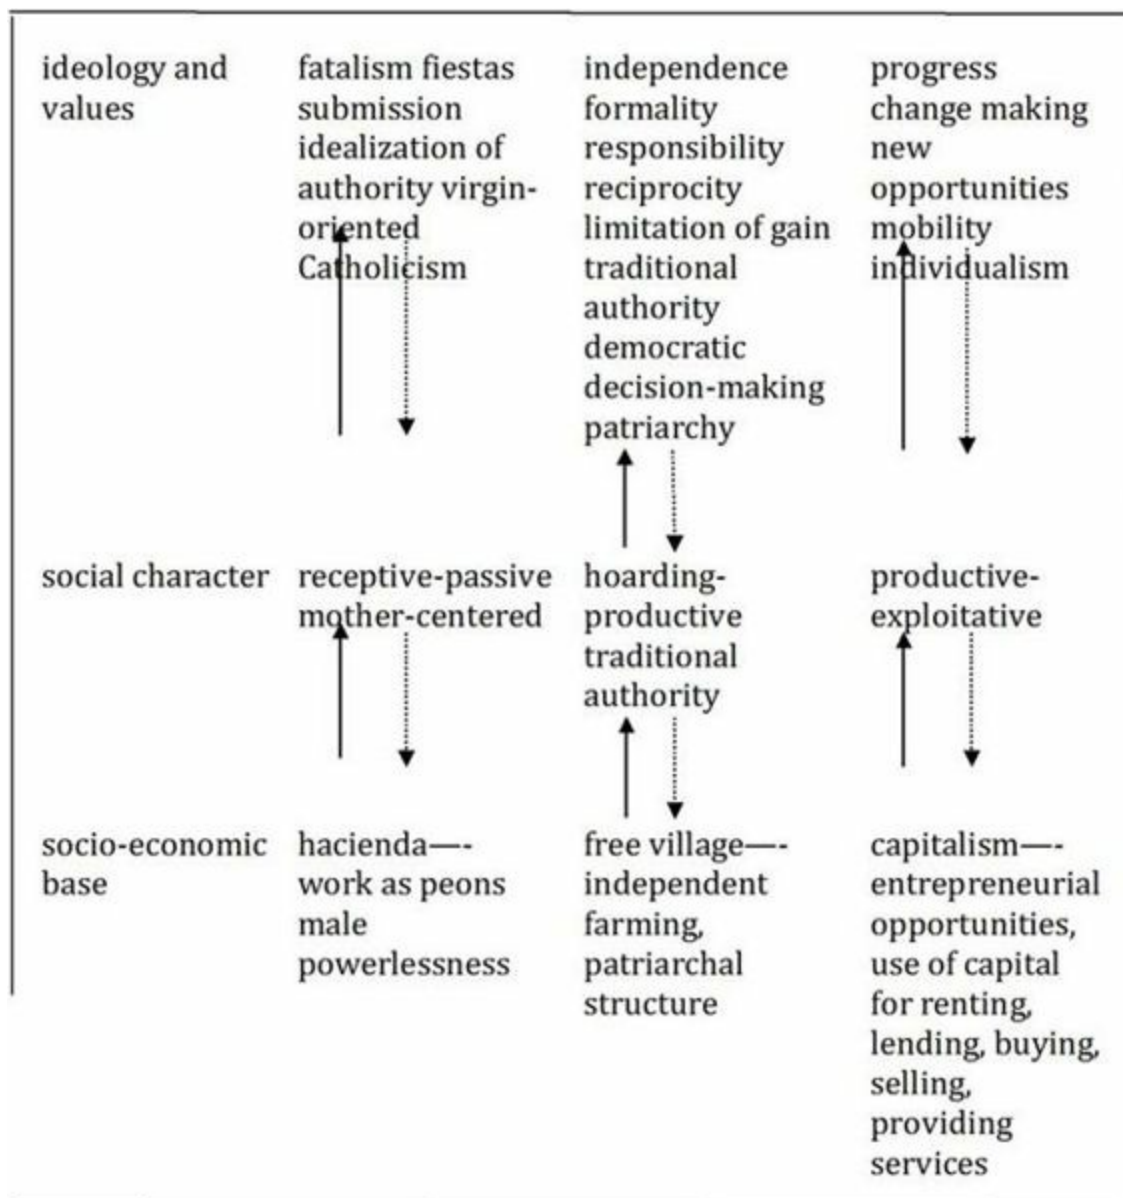 ideology and
values
fatalism fiestas
submission
idealization of
authority virgin-
oriented
Catholicism
independence
formality
responsibility
reciprocity
limitation of gain
traditional
authority
democratic
decision-making
patriarchy
progress
change making
new
opportunities
mobility
individualism
social character
receptive-passive
mother-centered
hoarding-
productive
traditional
authority
productive-
exploitative
socio-economic
base
hacienda—-
work as peons
male
powerlessness
free village—-
independent
farming,
patriarchal
structure
capitalism—-
entrepreneurial
opportunities,
use of capital
for renting,
lending, buying,
selling,
providing
services